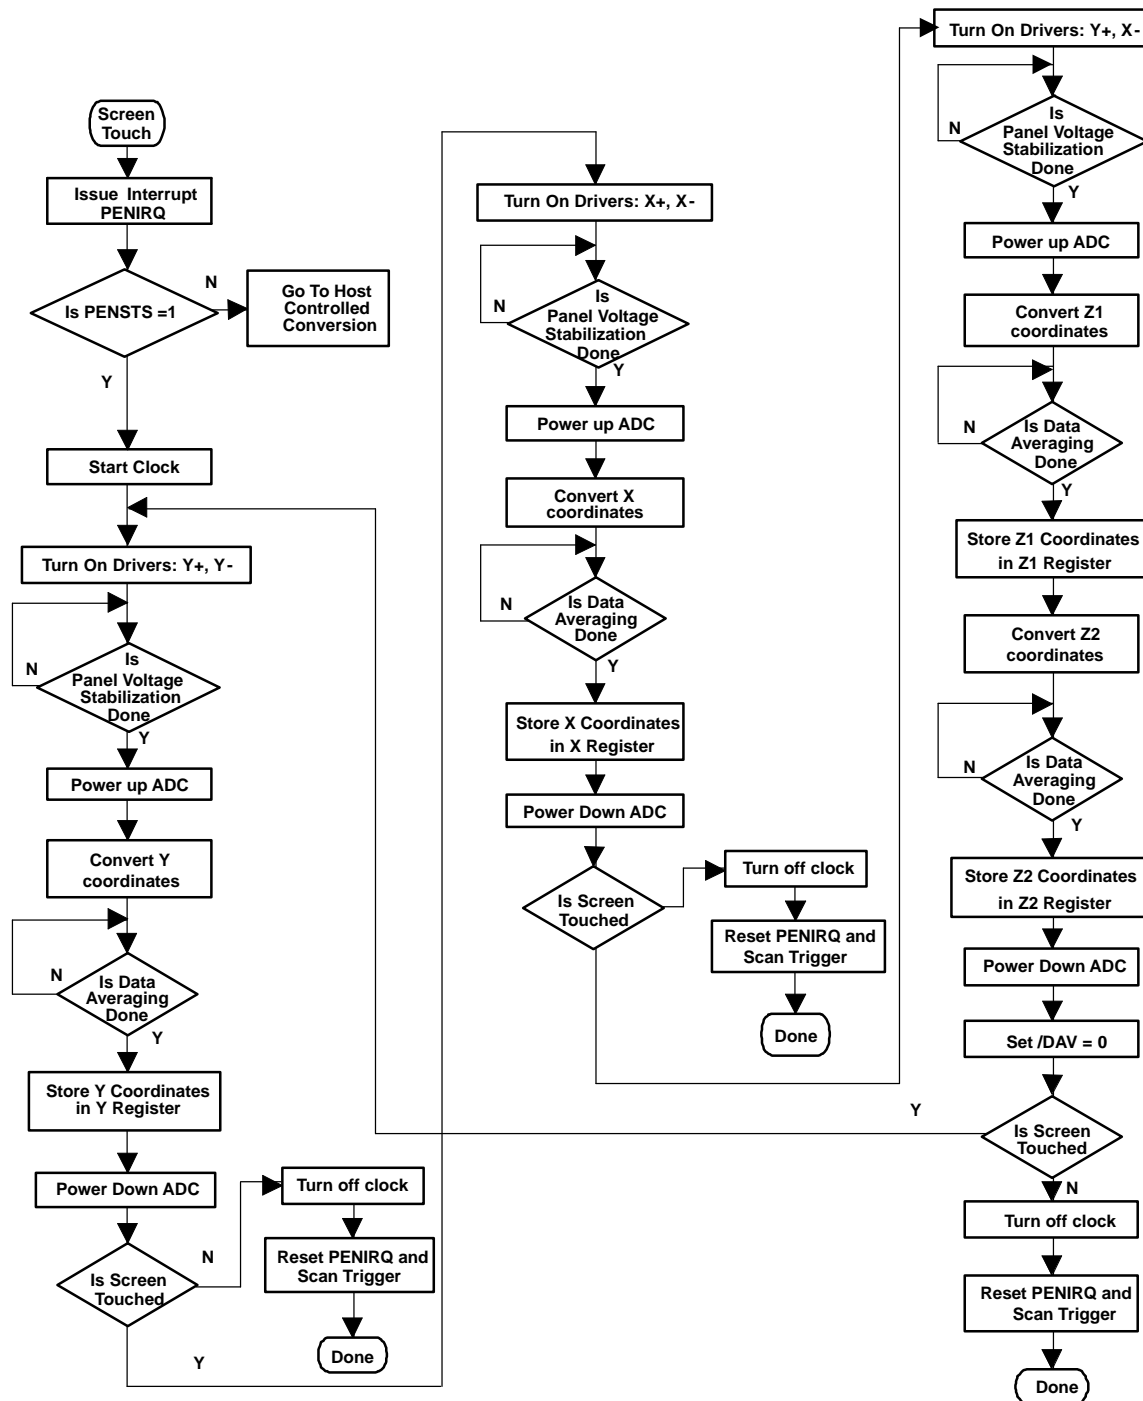 Screen
Touch
Issue Interrupt
PENIRQ
Is PENSTS =1
N
Go To Host
Controlled
Conversion
Y
Start Clock
Turn On Drivers: Y+, Y-
Is
Panel Voltage
Stabilization
Done
N
Y
Power up ADC
Convert Y
coordinates
Is Data
Averaging
Done
N
Y
Store Y Coordinates
in Y Register
Power Down ADC
Is Screen
Touched
N
Turn off clock
Reset PENIRQ and
Scan Trigger
Done
Y
Turn On Drivers: X+, X-
Is
Panel Voltage
Stabilization
Done
N
Y
Power up ADC
Convert X
coordinates
Is Data
Averaging
Done
N
Y
Store X Coordinates
in X Register
Power Down ADC
Is Screen
Touched
Turn off clock
Reset PENIRQ and
Scan Trigger
Done
Turn On Drivers: Y+, X-
Is
Panel Voltage
Stabilization
Done
N
Y
Power up ADC
Convert Z1
coordinates
Is Data
Averaging
Done
N
Y
Store Z1 Coordinates
in Z1 Register
Convert Z2
coordinates
Is Data
Averaging
Done
N
Y
Store Z2 Coordinates
in Z2 Register
Power Down ADC
Set /DAV = 0
Is Screen
Touched
Y
N
Turn off clock
Reset PENIRQ and
Scan Trigger
Done